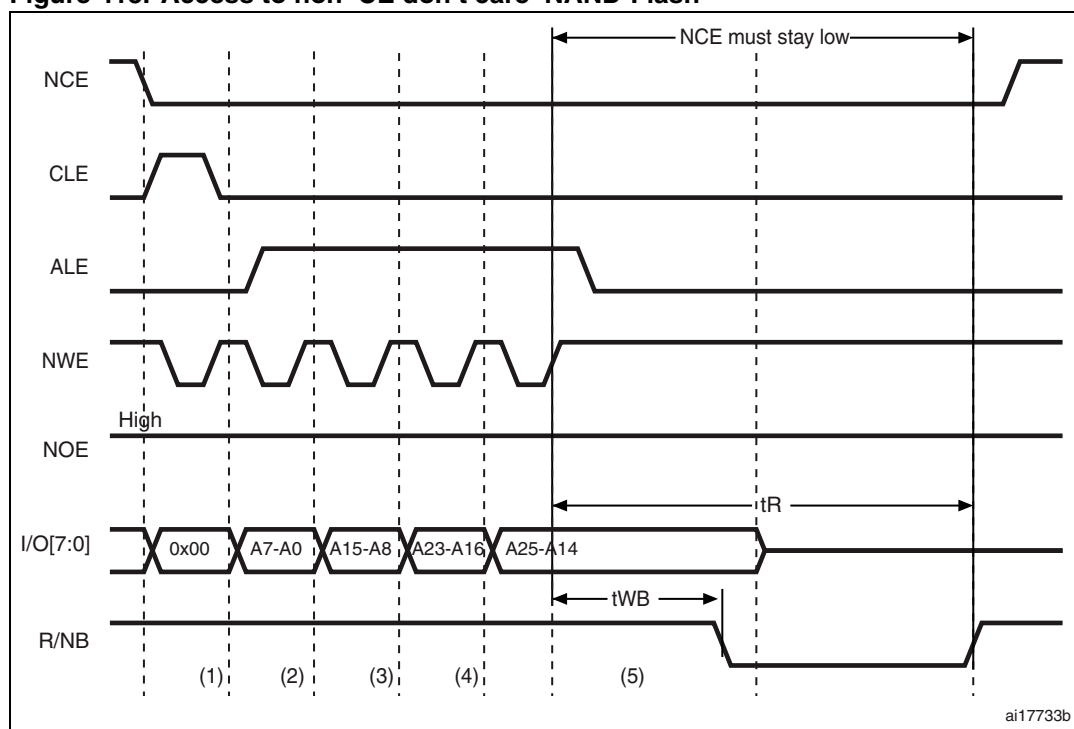 NCE must stay low
NCE
CLE
ALE
NWE
High
NOE
tR
I/O[7:0]
0x00
A7-A0
A15-A8
A23-A16
A25-A14
tWB
R/NB
(1)
(2)
(3)
(4)
(5)
ai17733b